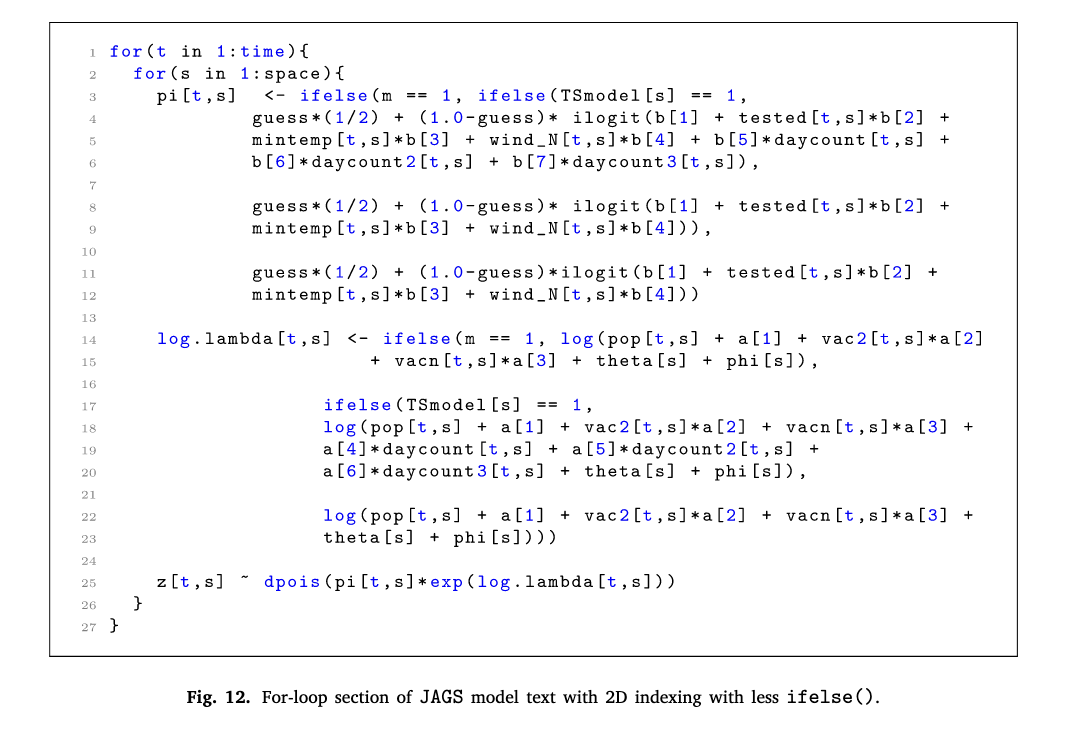 1 for(t in 1:time){
2   for(s in 1:space){
3     pi[t,s]  <- ifelse(m == 1, ifelse(TSmodel[s] == 1,
4             guess*(1/2) + (1.0-guess)* ilogit(b[1] + tested[t,s]*b[2] +
5             mintemp[t,s]*b[3] + wind_N[t,s]*b[4] + b[5]*daycount[t,s] +
6             b[6]*daycount2[t,s] + b[7]*daycount3[t,s]),
7
8             guess*(1/2) + (1.0-guess)* ilogit(b[1] + tested[t,s]*b[2] +
9             mintemp[t,s]*b[3] + wind_N[t,s]*b[4])),
10
11            guess*(1/2) + (1.0-guess)*ilogit(b[1] + tested[t,s]*b[2] +
12            mintemp[t,s]*b[3] + wind_N[t,s]*b[4]))
13
14    log.lambda[t,s] <- ifelse(m == 1, log(pop[t,s] + a[1] + vac2[t,s]*a[2]
15                      + vacn[t,s]*a[3] + theta[s] + phi[s]),
16
17                  ifelse(TSmodel[s] == 1,
18                  log(pop[t,s] + a[1] + vac2[t,s]*a[2] + vacn[t,s]*a[3] +
19                  a[4]*daycount[t,s] + a[5]*daycount2[t,s] +
20                  a[6]*daycount3[t,s] + theta[s] + phi[s]),
21
22                  log(pop[t,s] + a[1] + vac2[t,s]*a[2] + vacn[t,s]*a[3] +
23                  theta[s] + phi[s])))
24
25    z[t,s] ~ dpois(pi[t,s]*exp(log.lambda[t,s]))
26  }
27 }
Fig. 12. For-loop section of JAGS model text with 2D indexing with less ifelse().